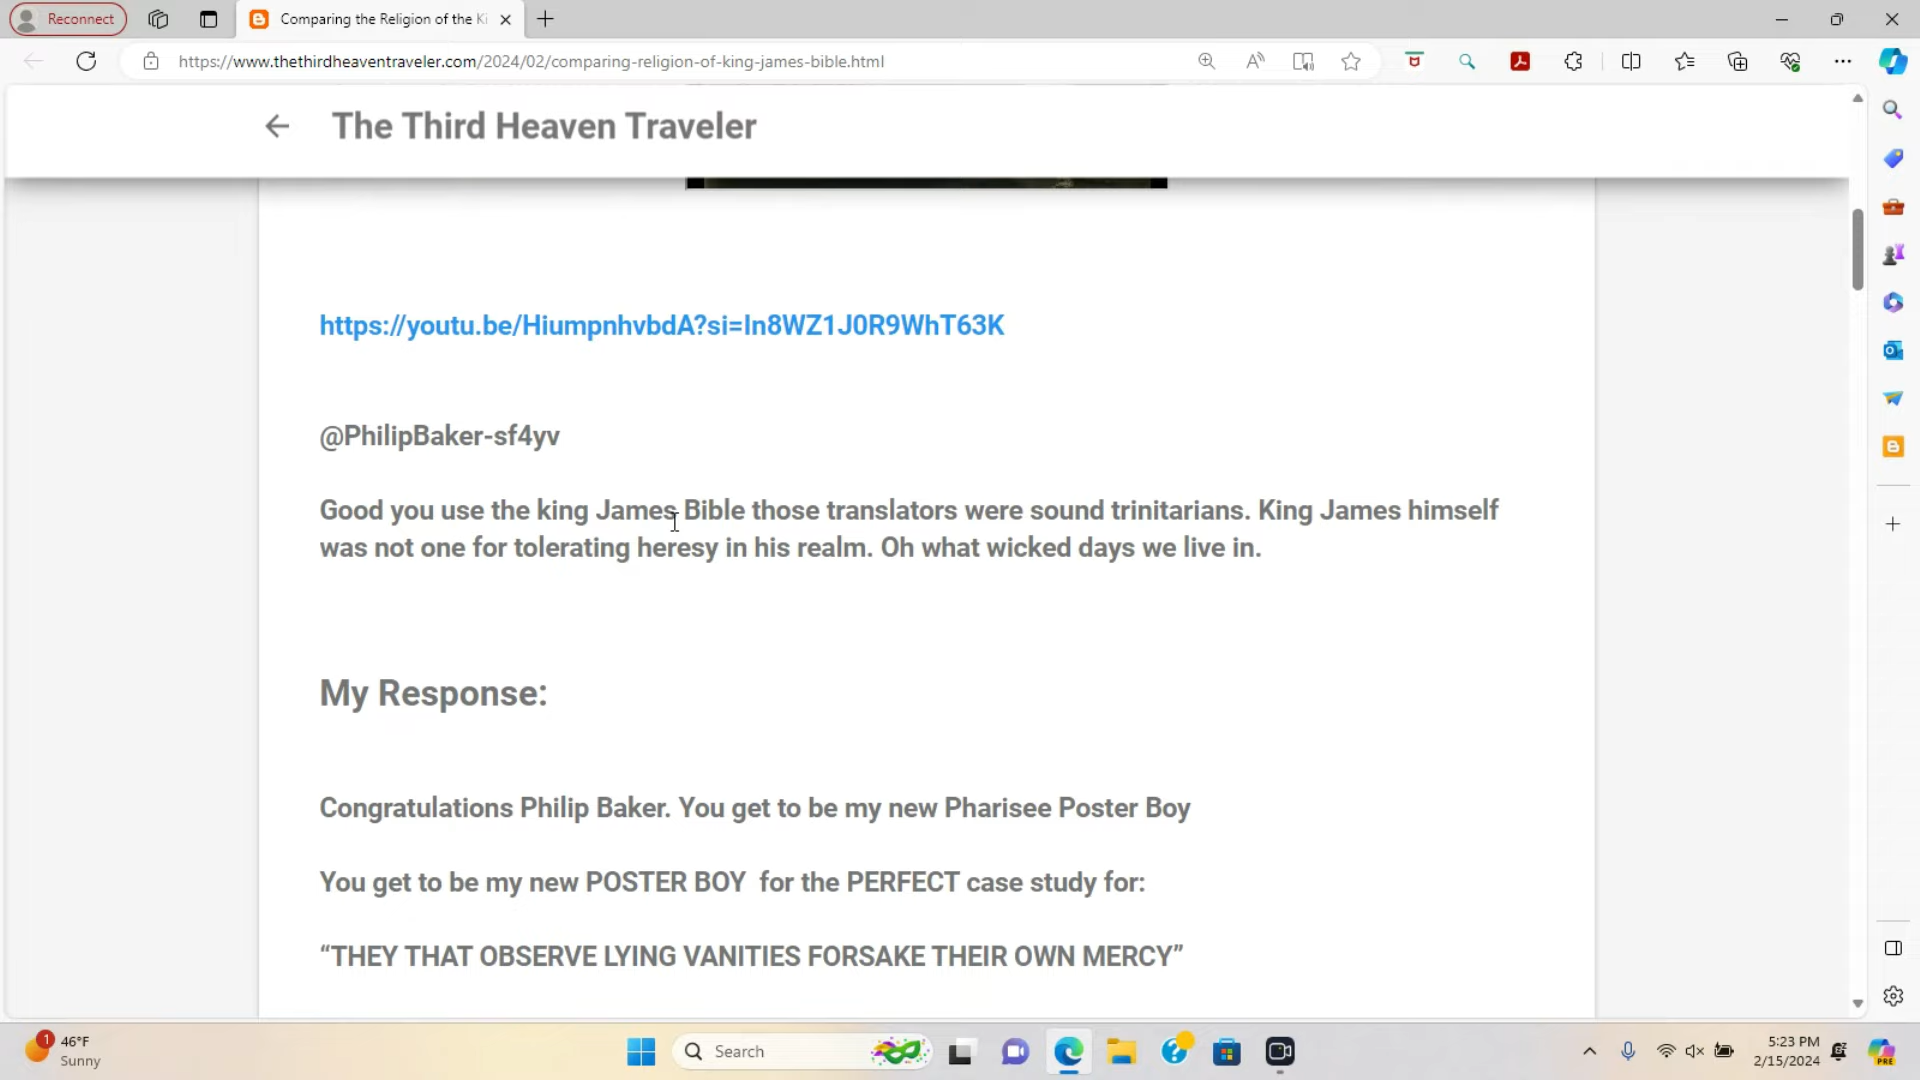 Reconnect
Comparing the Religion of the Ki
https://www.thethirdheaventraveler.com/2024/02/comparing-religion-of-king-james-bible.html
The Third Heaven Traveler
https://youtu.be/HiumpnhvbdA?si=In8WZ1J0R9WhT63K
@PhilipBaker-sf4yv
Good you use the king James Bible those translators were sound trinitarians. King James himself
was not one for tolerating heresy in his realm. Oh what wicked days we live in.
My Response:
Congratulations Philip Baker. You get to be my new Pharisee Poster Boy
You get to be my new POSTER BOY for the PERFECT case study for:
“THEY THAT OBSERVE LYING VANITIES FORSAKE THEIR OWN MERCY”
1
46°F
Sunny
Search
5:23 PM
2/15/2024
PRE